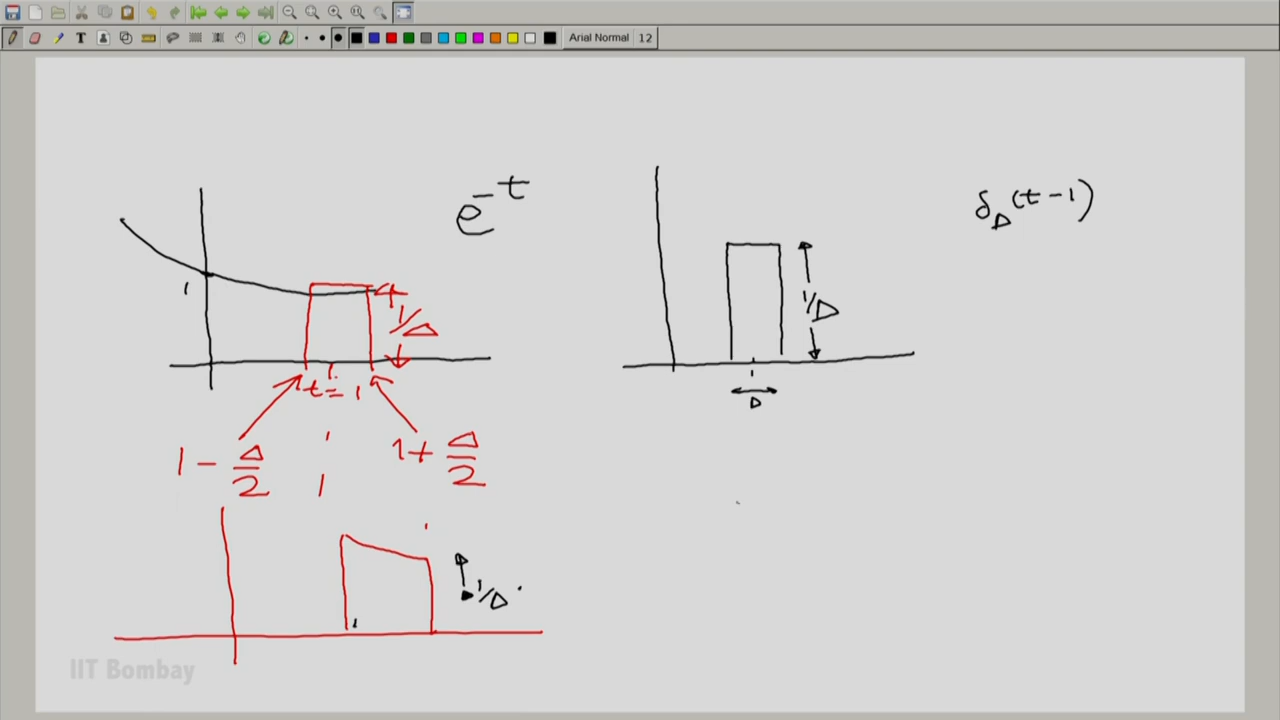 Arial Normal 12
e^-t
δ_Δ(t-1)
1
1/Δ
1/Δ
t=1
1
Δ
1 - Δ/2
1 + Δ/2
1/Δ
IIT Bombay